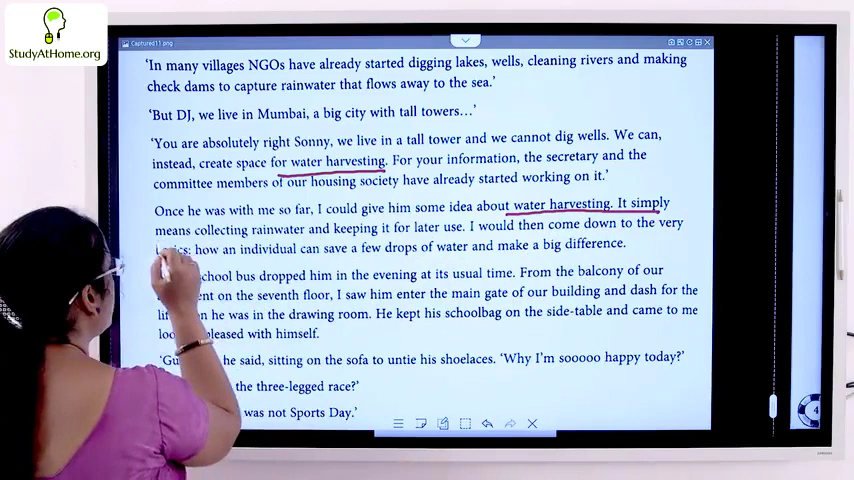 StudyAtHome.org
Captured11.png
'In many villages NGOs have already started digging lakes, wells, cleaning rivers and making
check dams to capture rainwater that flows away to the sea.'
'But DJ, we live in Mumbai, a big city with tall towers…'
'You are absolutely right Sonny, we live in a tall tower and we cannot dig wells. We can,
instead, create space for water harvesting. For your information, the secretary and the
committee members of our housing society have already started working on it.'
Once he was with me so far, I could give him some idea about water harvesting. It simply
means collecting rainwater and keeping it for later use. I would then come down to the very
how an individual can save a few drops of water and make a big difference.
school bus dropped him in the evening at its usual time. From the balcony of our
on the seventh floor, I saw him enter the main gate of our building and dash for the
he was in the drawing room. He kept his schoolbag on the side-table and came to me
pleased with himself.
he said, sitting on the sofa to untie his shoelaces. 'Why I'm sooooo happy today?'
the three-legged race?'
was not Sports Day.'
4
SAMSUNG